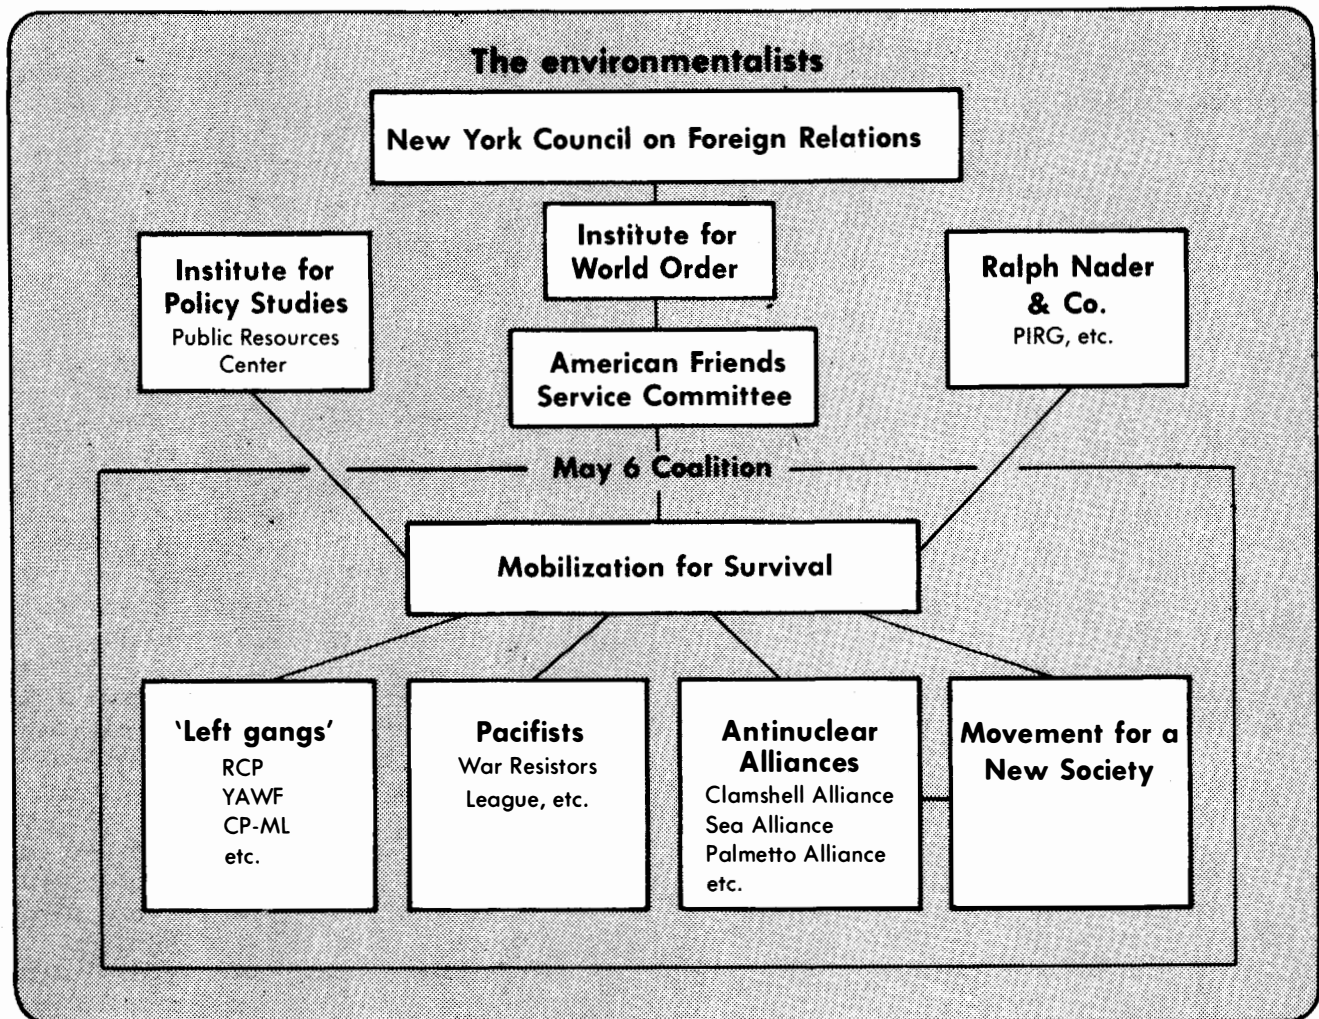 The environmentalists
New York Council on Foreign Relations
Institute for
World Order
Institute for
Policy Studies
Public Resources
Center
Ralph Nader
& Co.
PIRG, etc.
American Friends
Service Committee
May 6 Coalition
Mobilization for Survival
'Left gangs'
RCP
YAWF
CP-ML
etc.
Pacifists
War Resistors
League, etc.
Antinuclear
Alliances
Clamshell Alliance
Sea Alliance
Palmetto Alliance
etc.
Movement for a
New Society